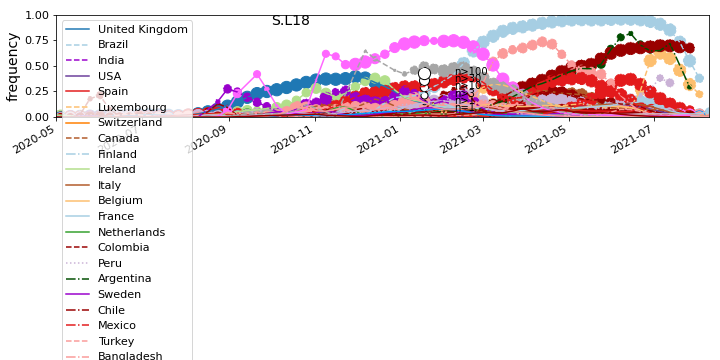 S.L18
frequency
1.00
0.75
0.50
0.25
0.00
2020-05
2020-09
2020-11
2021-01
2021-03
2021-05
2021-07
United Kingdom
Brazil
India
USA
Spain
Luxembourg
Switzerland
Canada
Finland
Ireland
Italy
Belgium
France
Netherlands
Colombia
Peru
Argentina
Sweden
Chile
Mexico
Turkey
Bangladesh
n>100